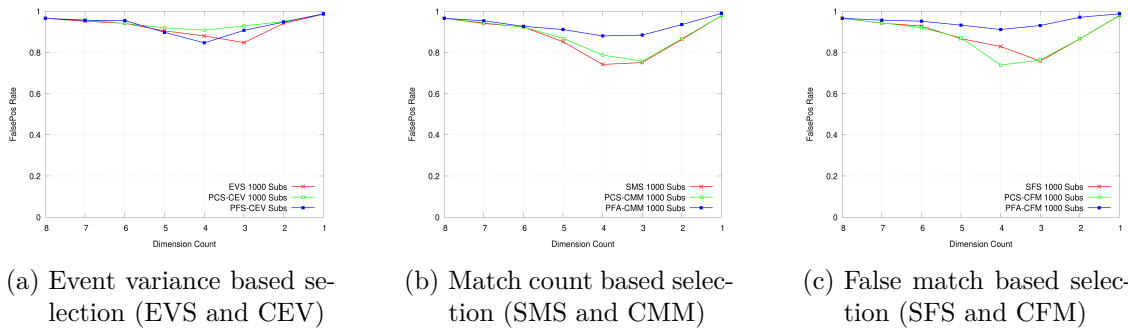 1
0.8
0.6
0.4
0.2
0
FalsePos Rate
EVS 1000 Subs
PCS-CEV 1000 Subs
PFS-CEV Subs
8 7 6 5 4 3 2 1
Dimension Count
(a) Event variance based se-
lection (EVS and CEV)
1
0.8
0.6
0.4
0.2
0
FalsePos Rate
SMS 1000 Subs
PCS-CMM 1000 Subs
PFA-CMM 1000 Subs
8 7 6 5 4 3 2 1
Dimension Count
(b) Match count based selec-
tion (SMS and CMM)
1
0.8
0.6
0.4
0.2
0
FalsePos Rate
SFS 1000 Subs
PCS-CFM 1000 Subs
PFA-CFM 1000 Subs
8 7 6 5 4 3 2 1
Dimension Count
(c) False match based selec-
tion (SFS and CFM)